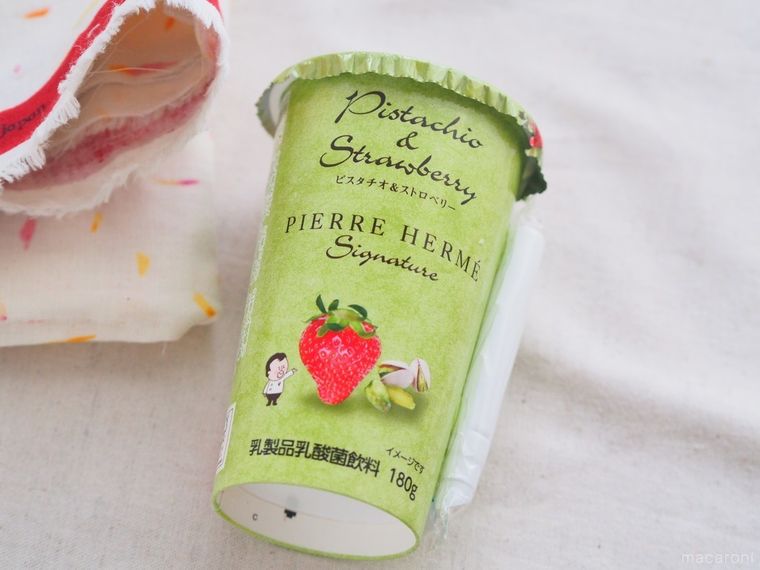 Pistachio
&
Strawberry
ピスタチオ&ストロベリー
PIERRE HERMÉ
Signature
イメージです
乳製品乳酸菌飲料 180g
C
macaroni